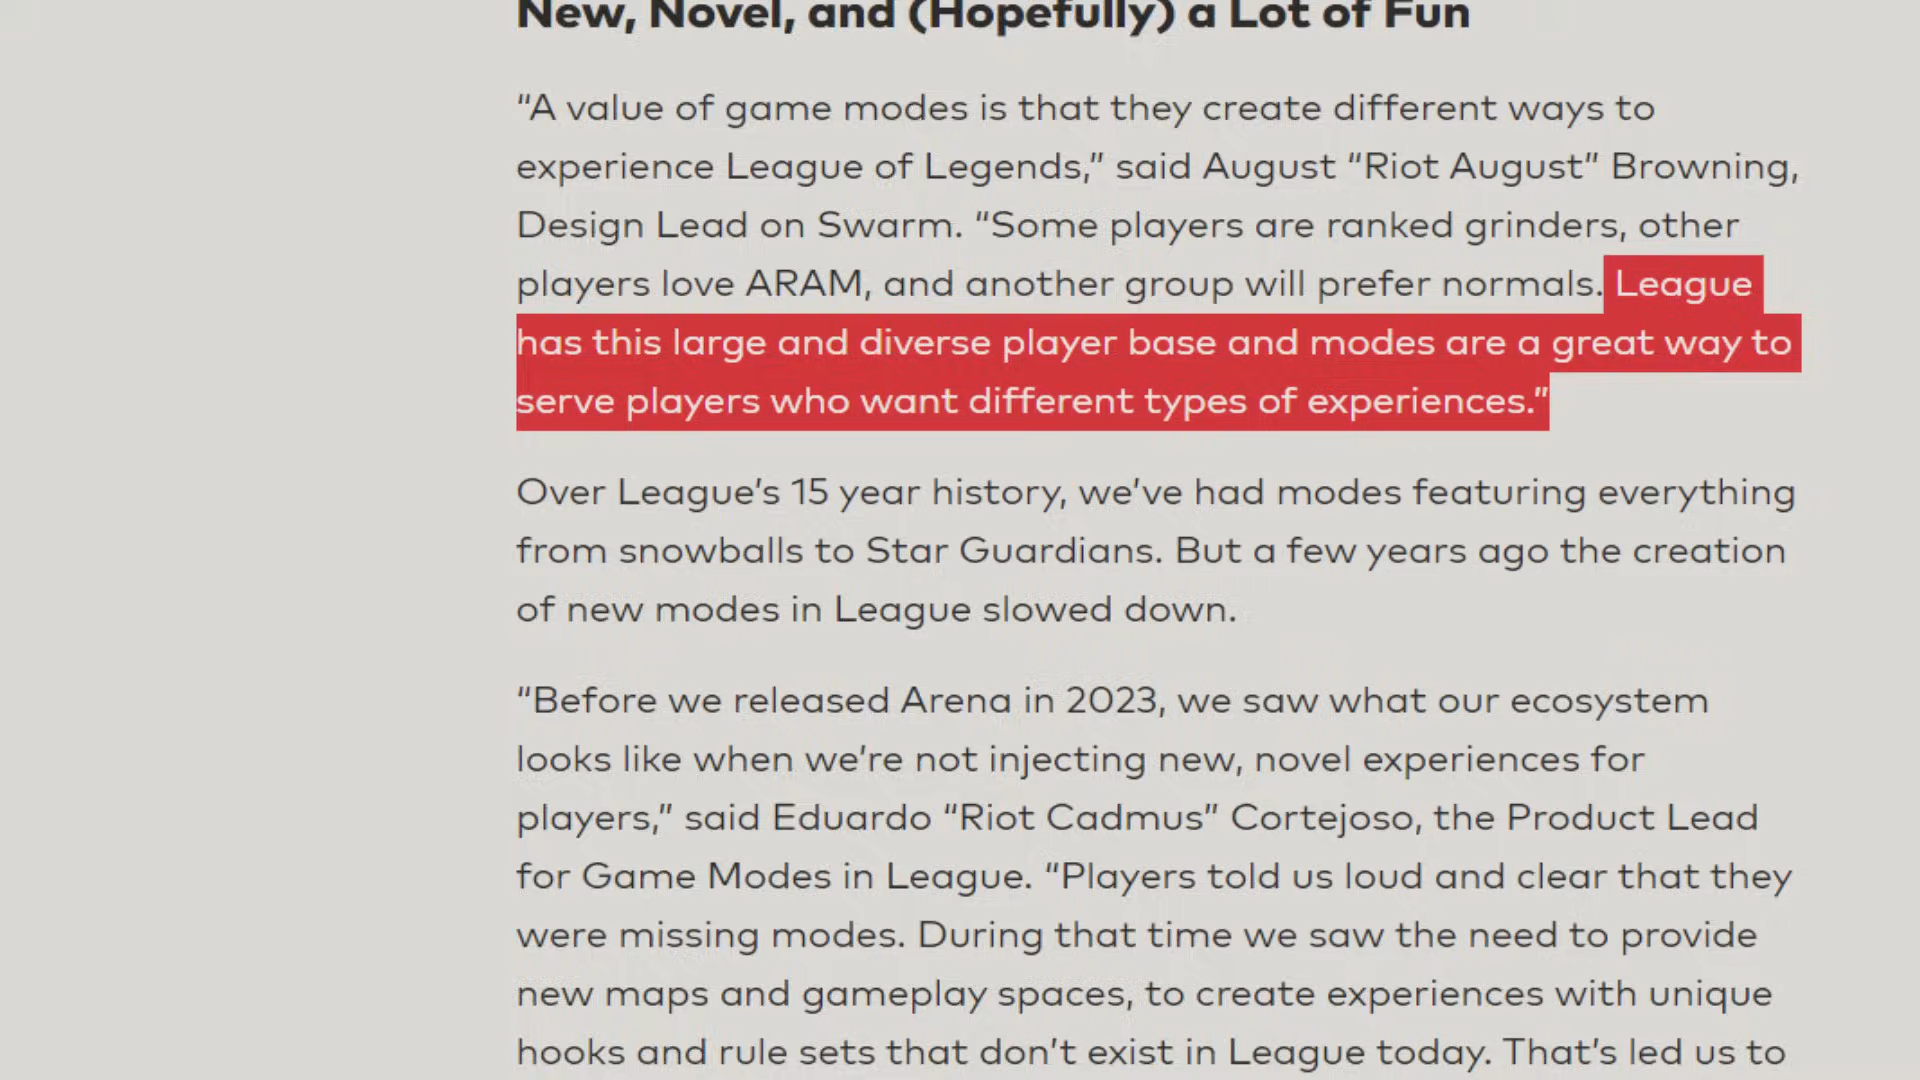 New, Novel, and (Hopefully) a Lot of Fun
“A value of game modes is that they create different ways to
experience League of Legends,” said August “Riot August” Browning,
Design Lead on Swarm. “Some players are ranked grinders, other
players love ARAM, and another group will prefer normals. League
has this large and diverse player base and modes are a great way to
serve players who want different types of experiences.”
Over League’s 15 year history, we’ve had modes featuring everything
from snowballs to Star Guardians. But a few years ago the creation
of new modes in League slowed down.
“Before we released Arena in 2023, we saw what our ecosystem
looks like when we’re not injecting new, novel experiences for
players,” said Eduardo “Riot Cadmus” Cortejoso, the Product Lead
for Game Modes in League. “Players told us loud and clear that they
were missing modes. During that time we saw the need to provide
new maps and gameplay spaces, to create experiences with unique
hooks and rule sets that don’t exist in League today. That’s led us to